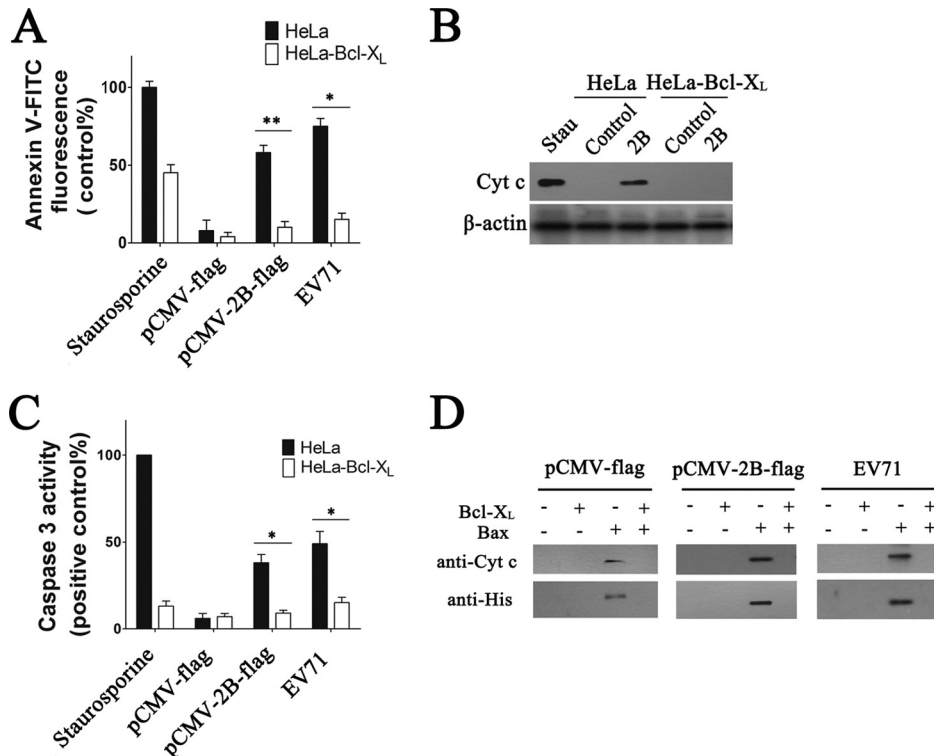 A
HeLa
HeLa-Bcl-XL
Annexin V-FITC
fluorescence
( control%)
100
50
0
**
*
Staurosporine
pCMV-flag
pCMV-2B-flag
EV71
B
HeLa HeLa-Bcl-XL
Stau Control 2B Control 2B
Cyt c
β-actin
C
HeLa
HeLa-Bcl-XL
Caspase 3 activity
(positive control%)
100
50
0
*
*
Staurosporine
pCMV-flag
pCMV-2B-flag
EV71
D
pCMV-flag pCMV-2B-flag EV71
Bcl-XL - + - + - + - + - + - +
Bax - - + + - - + + - - + +
anti-Cyt c
anti-His